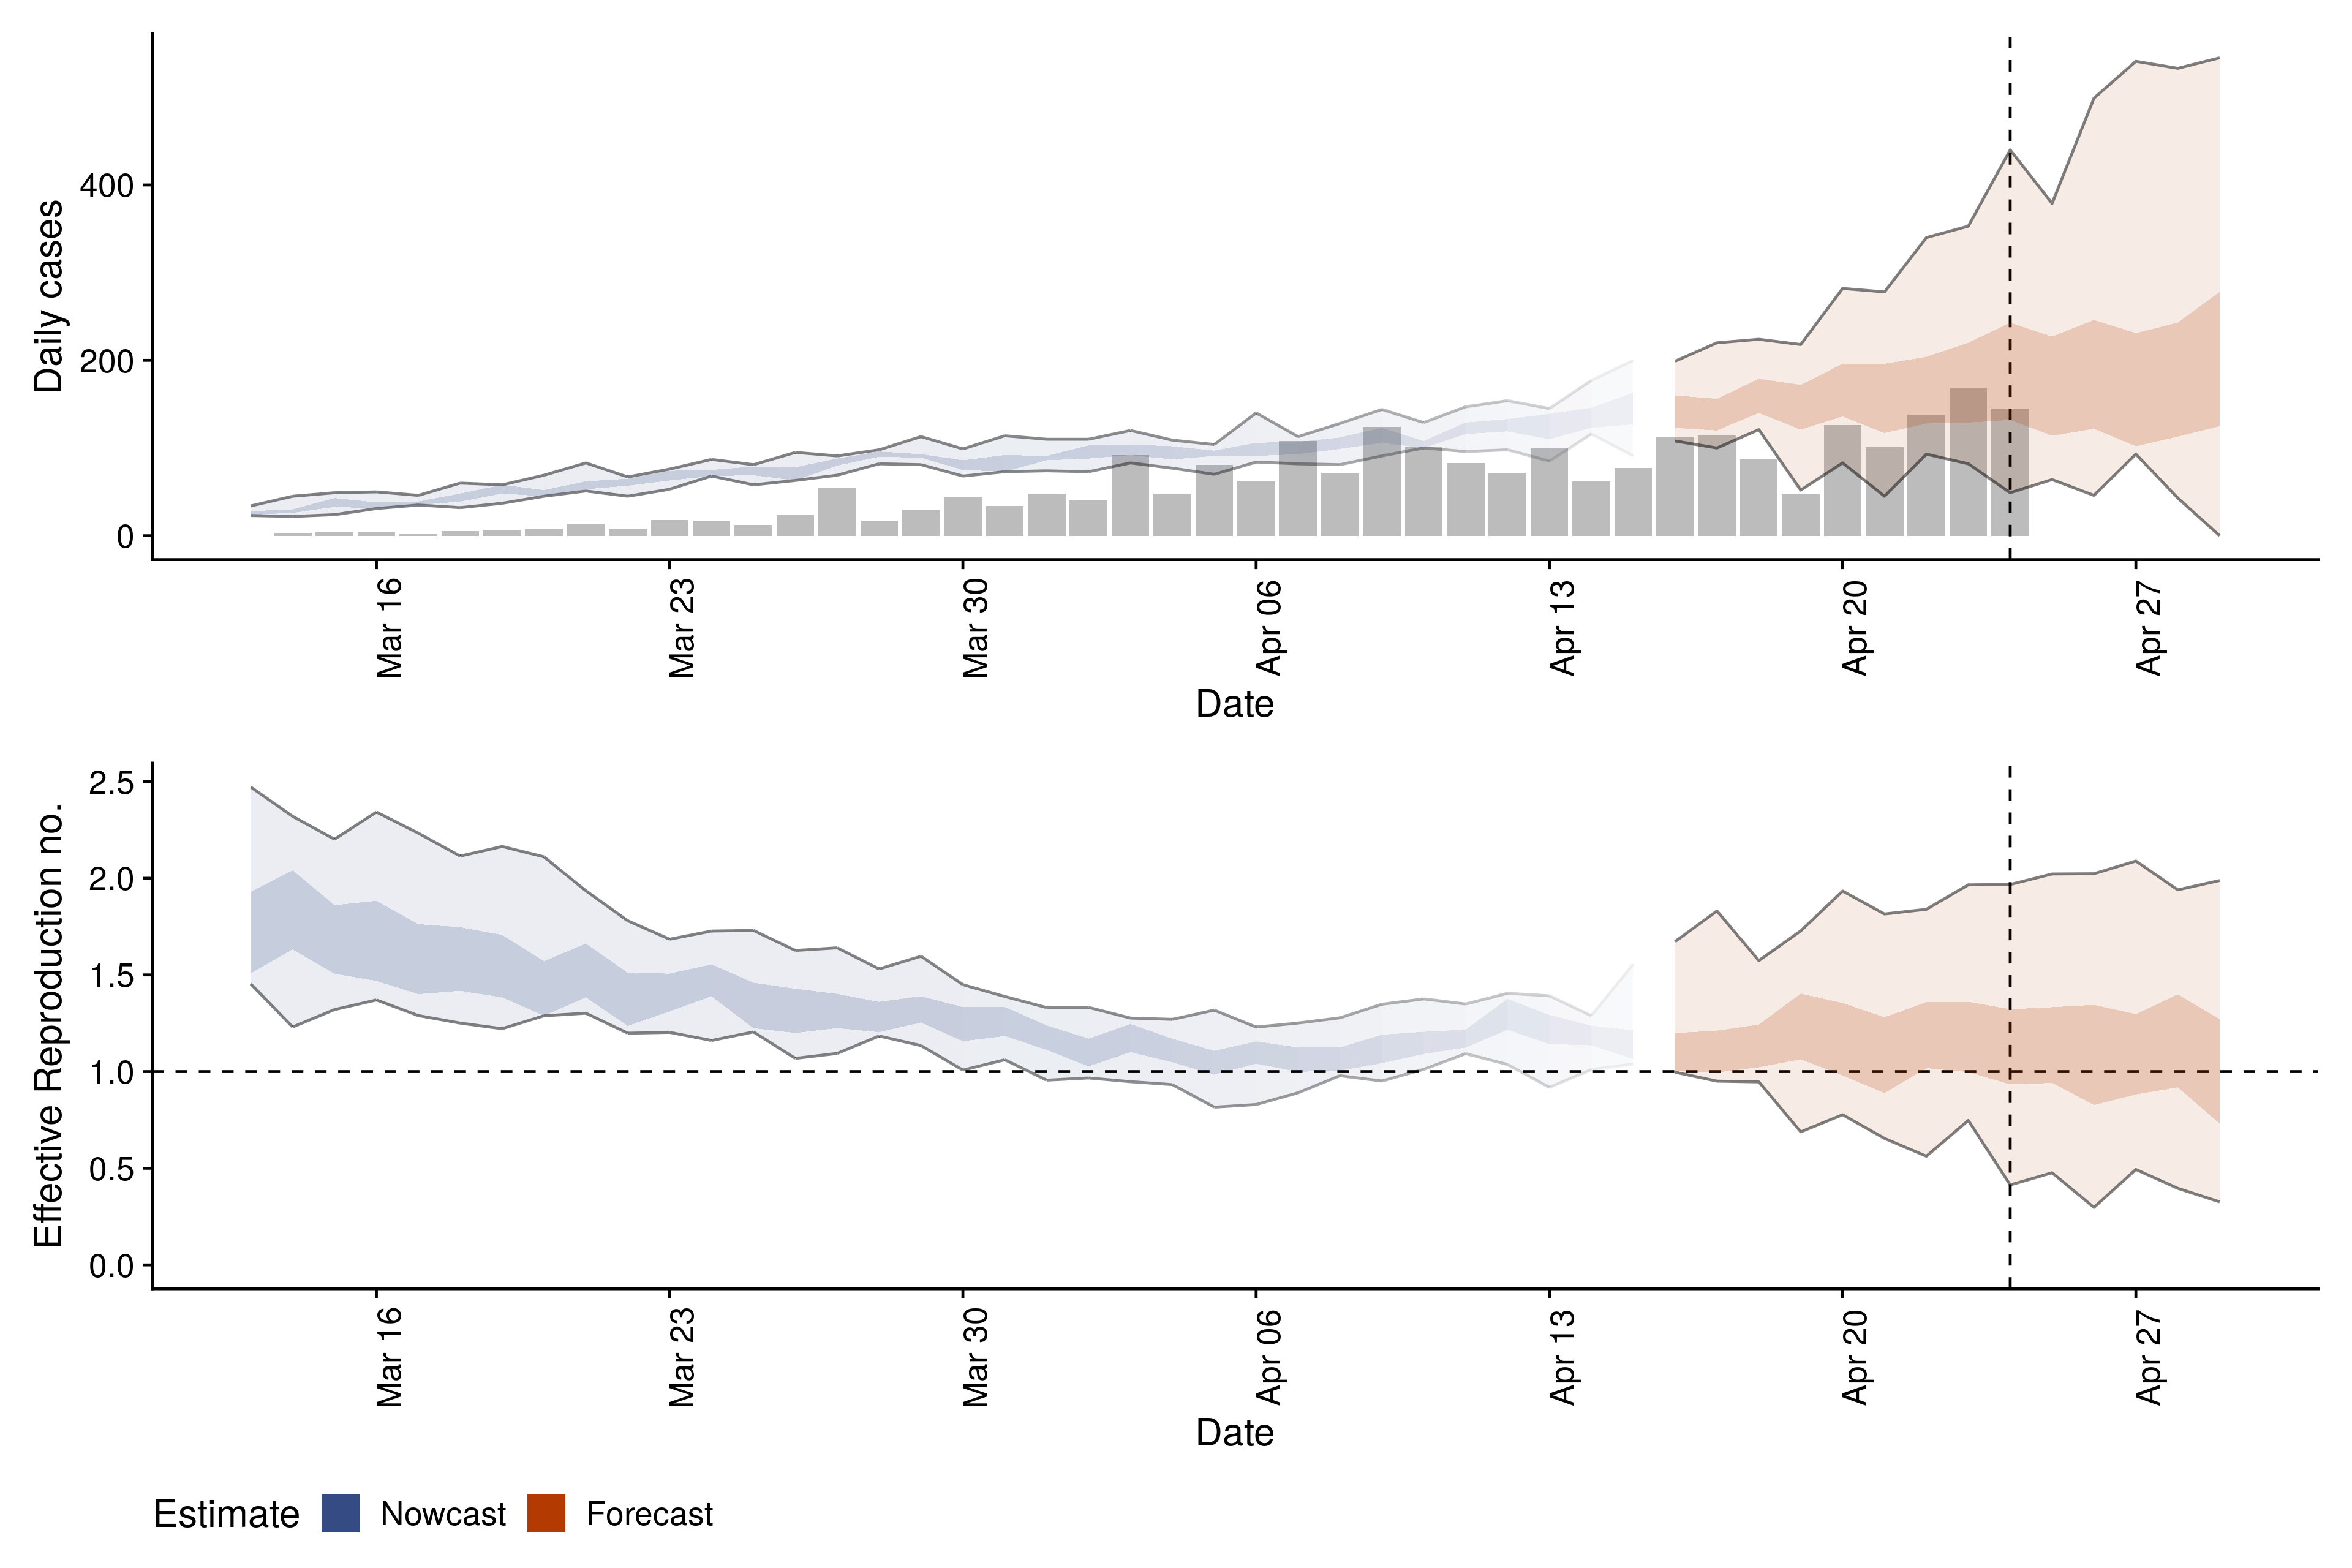 Daily cases
400
200
0
Mar 16
Mar 23
Mar 30
Apr 06
Apr 13
Apr 20
Apr 27
Date
Effective Reproduction no.
2.5
2.0
1.5
1.0
0.5
0.0
Mar 16
Mar 23
Mar 30
Apr 06
Apr 13
Apr 20
Apr 27
Date
Estimate Nowcast Forecast